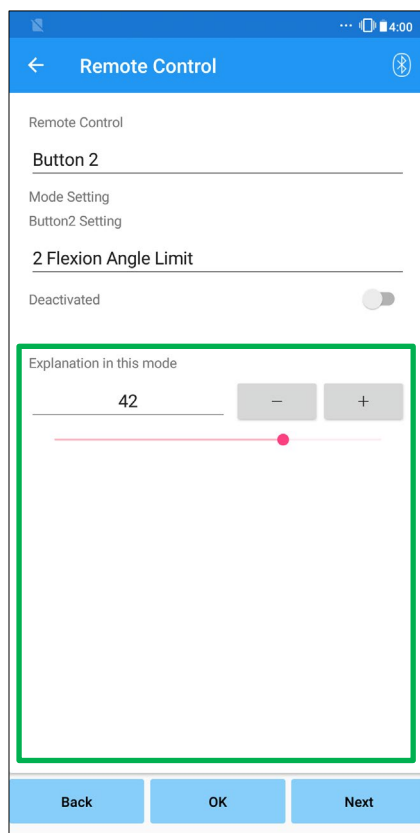 ... 4:00
Remote Control
Remote Control
Button 2
Mode Setting
Button2 Setting
2 Flexion Angle Limit
Deactivated
Explanation in this mode
42 − +
Back OK Next